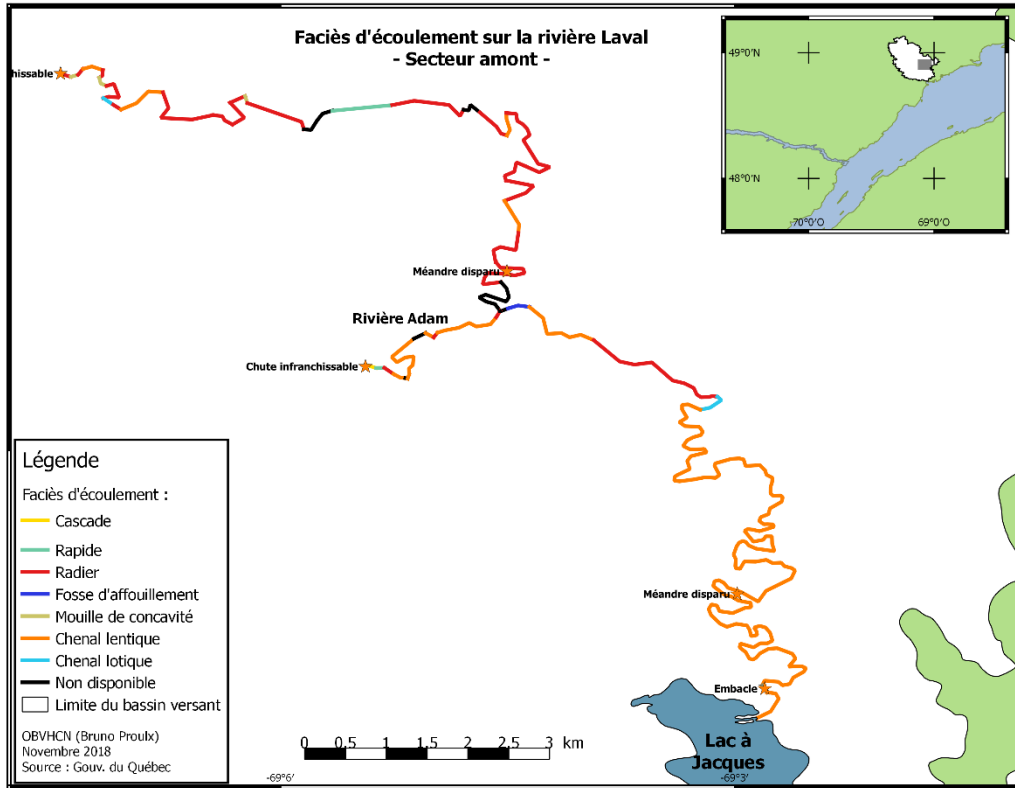 Faciès d'écoulement sur la rivière Laval
- Secteur amont -
49°0'N
48°0'N
-70°0'O
69°0'O
hissable
Méandre disparu
Rivière Adam
Chute infranchissable
Méandre disparu
Embacle
Lac à
Jacques
Légende
Faciès d'écoulement :
Cascade
Rapide
Radier
Fosse d'affouillement
Mouille de concavité
Chenal lentique
Chenal lotique
Non disponible
Limite du bassin versant
OBVHCN (Bruno Proulx)
Novembre 2018
Source : Gouv. du Québec
0 0.5 1 1.5 2 2.5 3 km
-69°6'
-69°3'